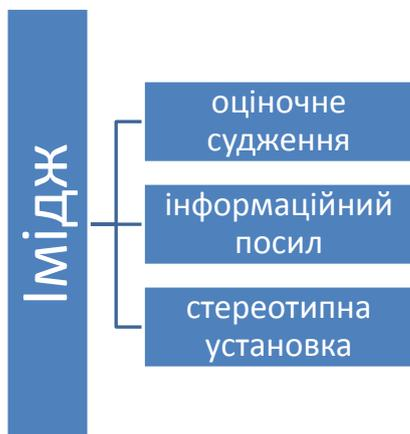 Імідж
оціночне
судження
інформаційний
посил
стереотипна
установка